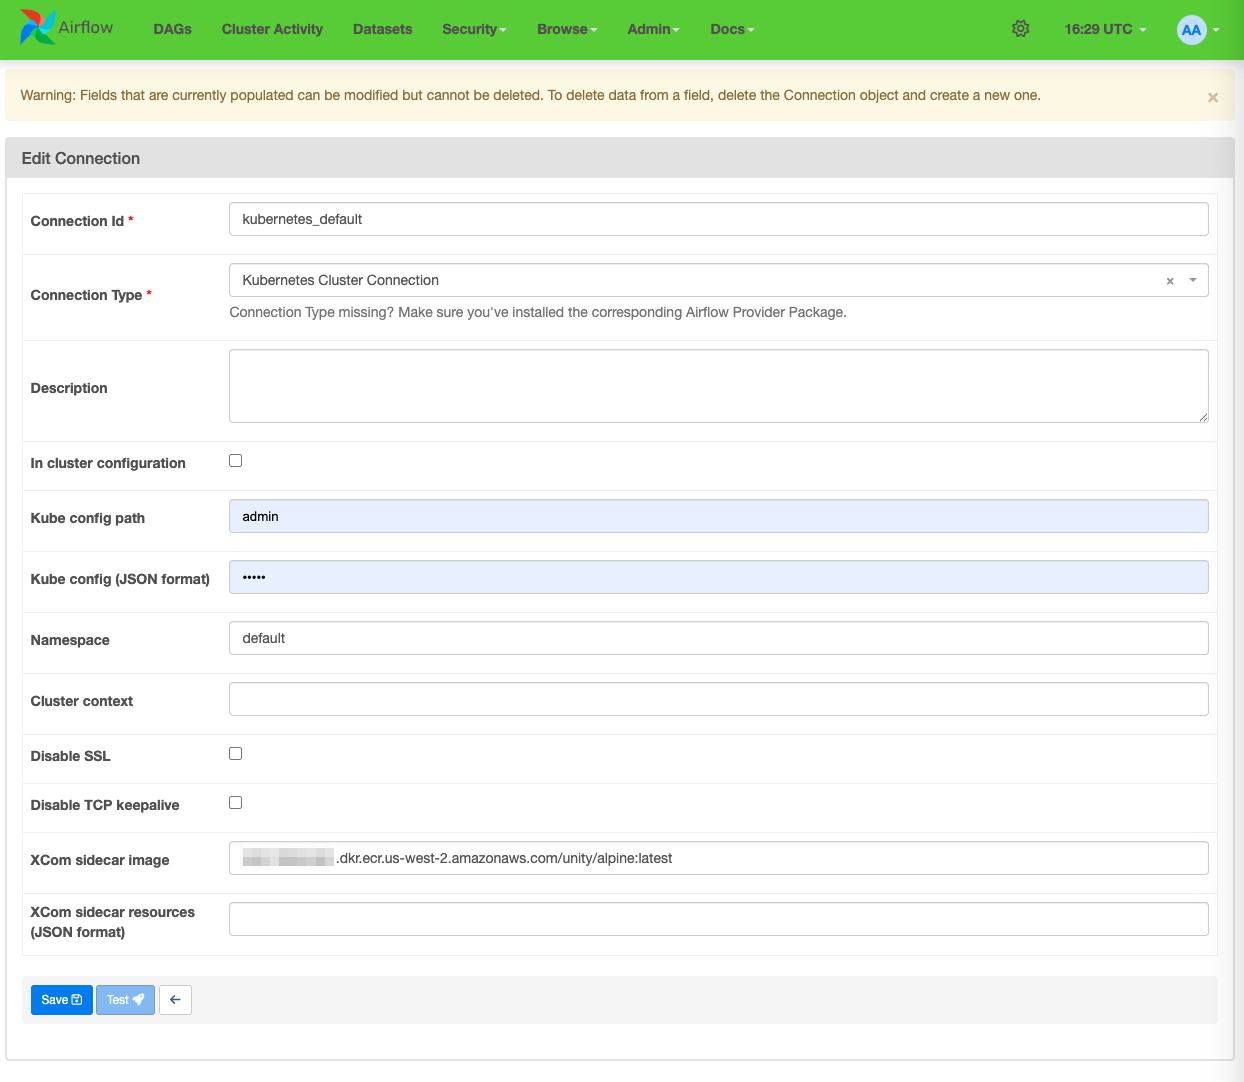 Airflow DAGs Cluster Activity Datasets Security Browse Admin Docs 16:29 UTC AA
Warning: Fields that are currently populated can be modified but cannot be deleted. To delete data from a field, delete the Connection object and create a new one. ×
Edit Connection
Connection Id * kubernetes_default
Connection Type * Kubernetes Cluster Connection ×
Connection Type missing? Make sure you've installed the corresponding Airflow Provider Package.
Description
In cluster configuration
Kube config path admin
Kube config (JSON format) •••••
Namespace default
Cluster context
Disable SSL
Disable TCP keepalive
XCom sidecar image .dkr.ecr.us-west-2.amazonaws.com/unity/alpine:latest
XCom sidecar resources
(JSON format)
Save Test